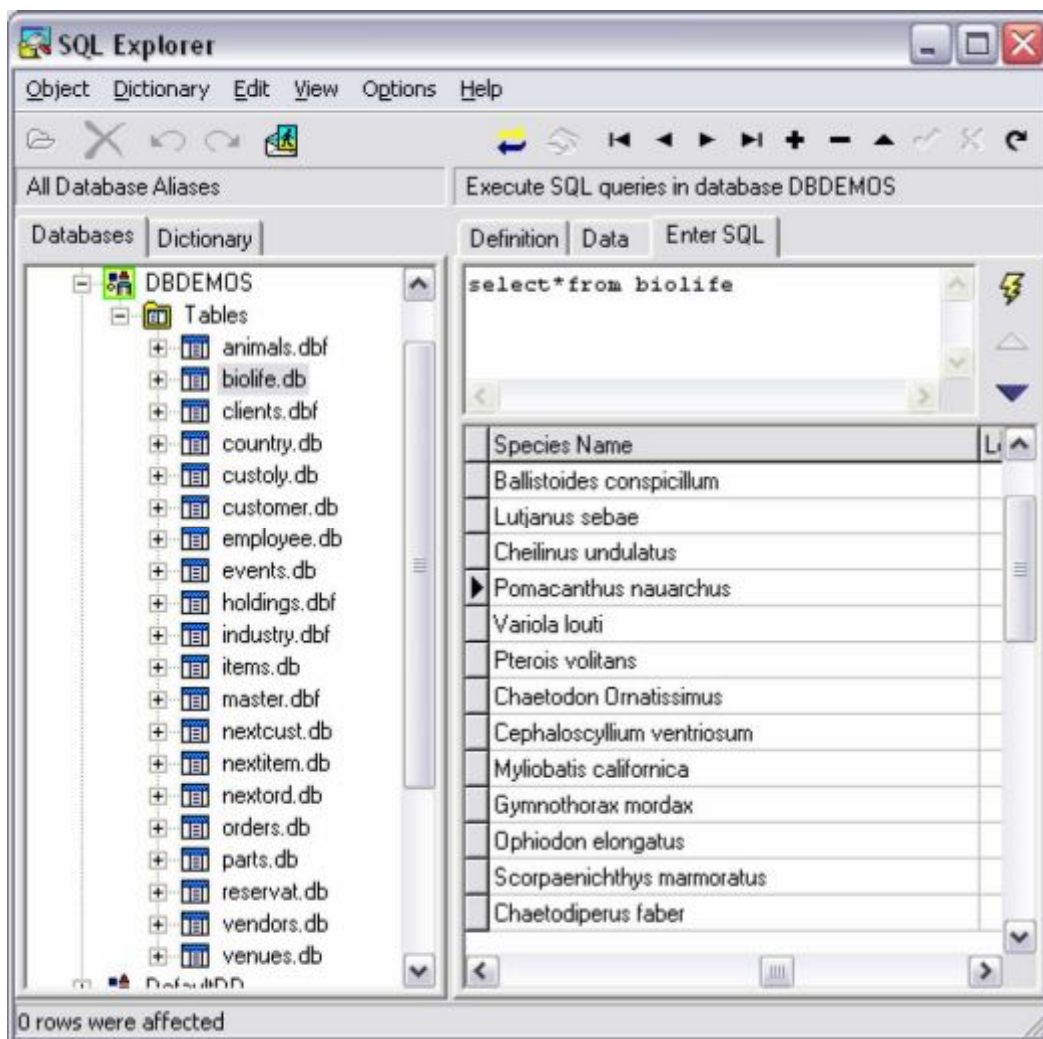 SQL Explorer
Object Dictionary Edit View Options Help
All Database Aliases
Execute SQL queries in database DBDEMOS
Databases Dictionary
Definition Data Enter SQL
DBDEMOS
Tables
animals.dbf
biolife.db
clients.dbf
country.db
custoly.db
customer.db
employee.db
events.db
holdings.dbf
industry.dbf
items.db
master.dbf
nextcust.db
nextitem.db
nextord.db
orders.db
parts.db
reservat.db
vendors.db
venues.db
DefaultDD
select*from biolife
Species Name
Ballistoides conspicillum
Lutjanus sebae
Cheilinus undulatus
Pomacanthus nauarchus
Variola louti
Pterois volitans
Chaetodon Ornatissimus
Cephaloscyllium ventriosum
Myliobatis californica
Gymnothorax mordax
Ophiodon elongatus
Scorpaenichthys marmoratus
Chaetodiperus faber
0 rows were affected